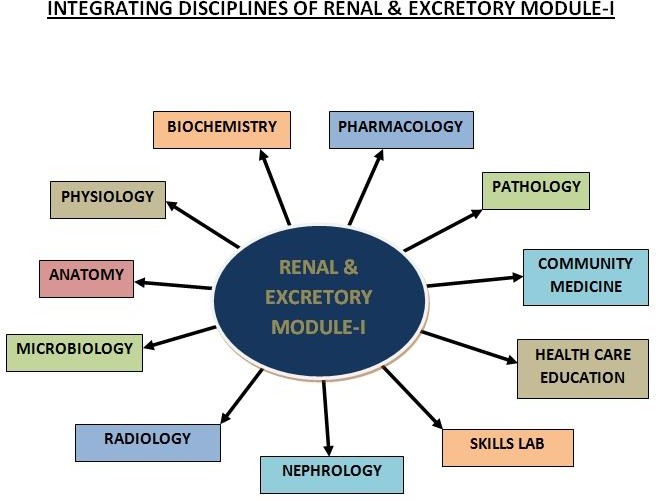 INTEGRATING DISCIPLINES OF RENAL & EXCRETORY MODULE-I
BIOCHEMISTRY
PHARMACOLOGY
PHYSIOLOGY
PATHOLOGY
ANATOMY
RENAL &
EXCRETORY
MODULE-I
COMMUNITY
MEDICINE
MICROBIOLOGY
HEALTH CARE
EDUCATION
RADIOLOGY
NEPHROLOGY
SKILLS LAB